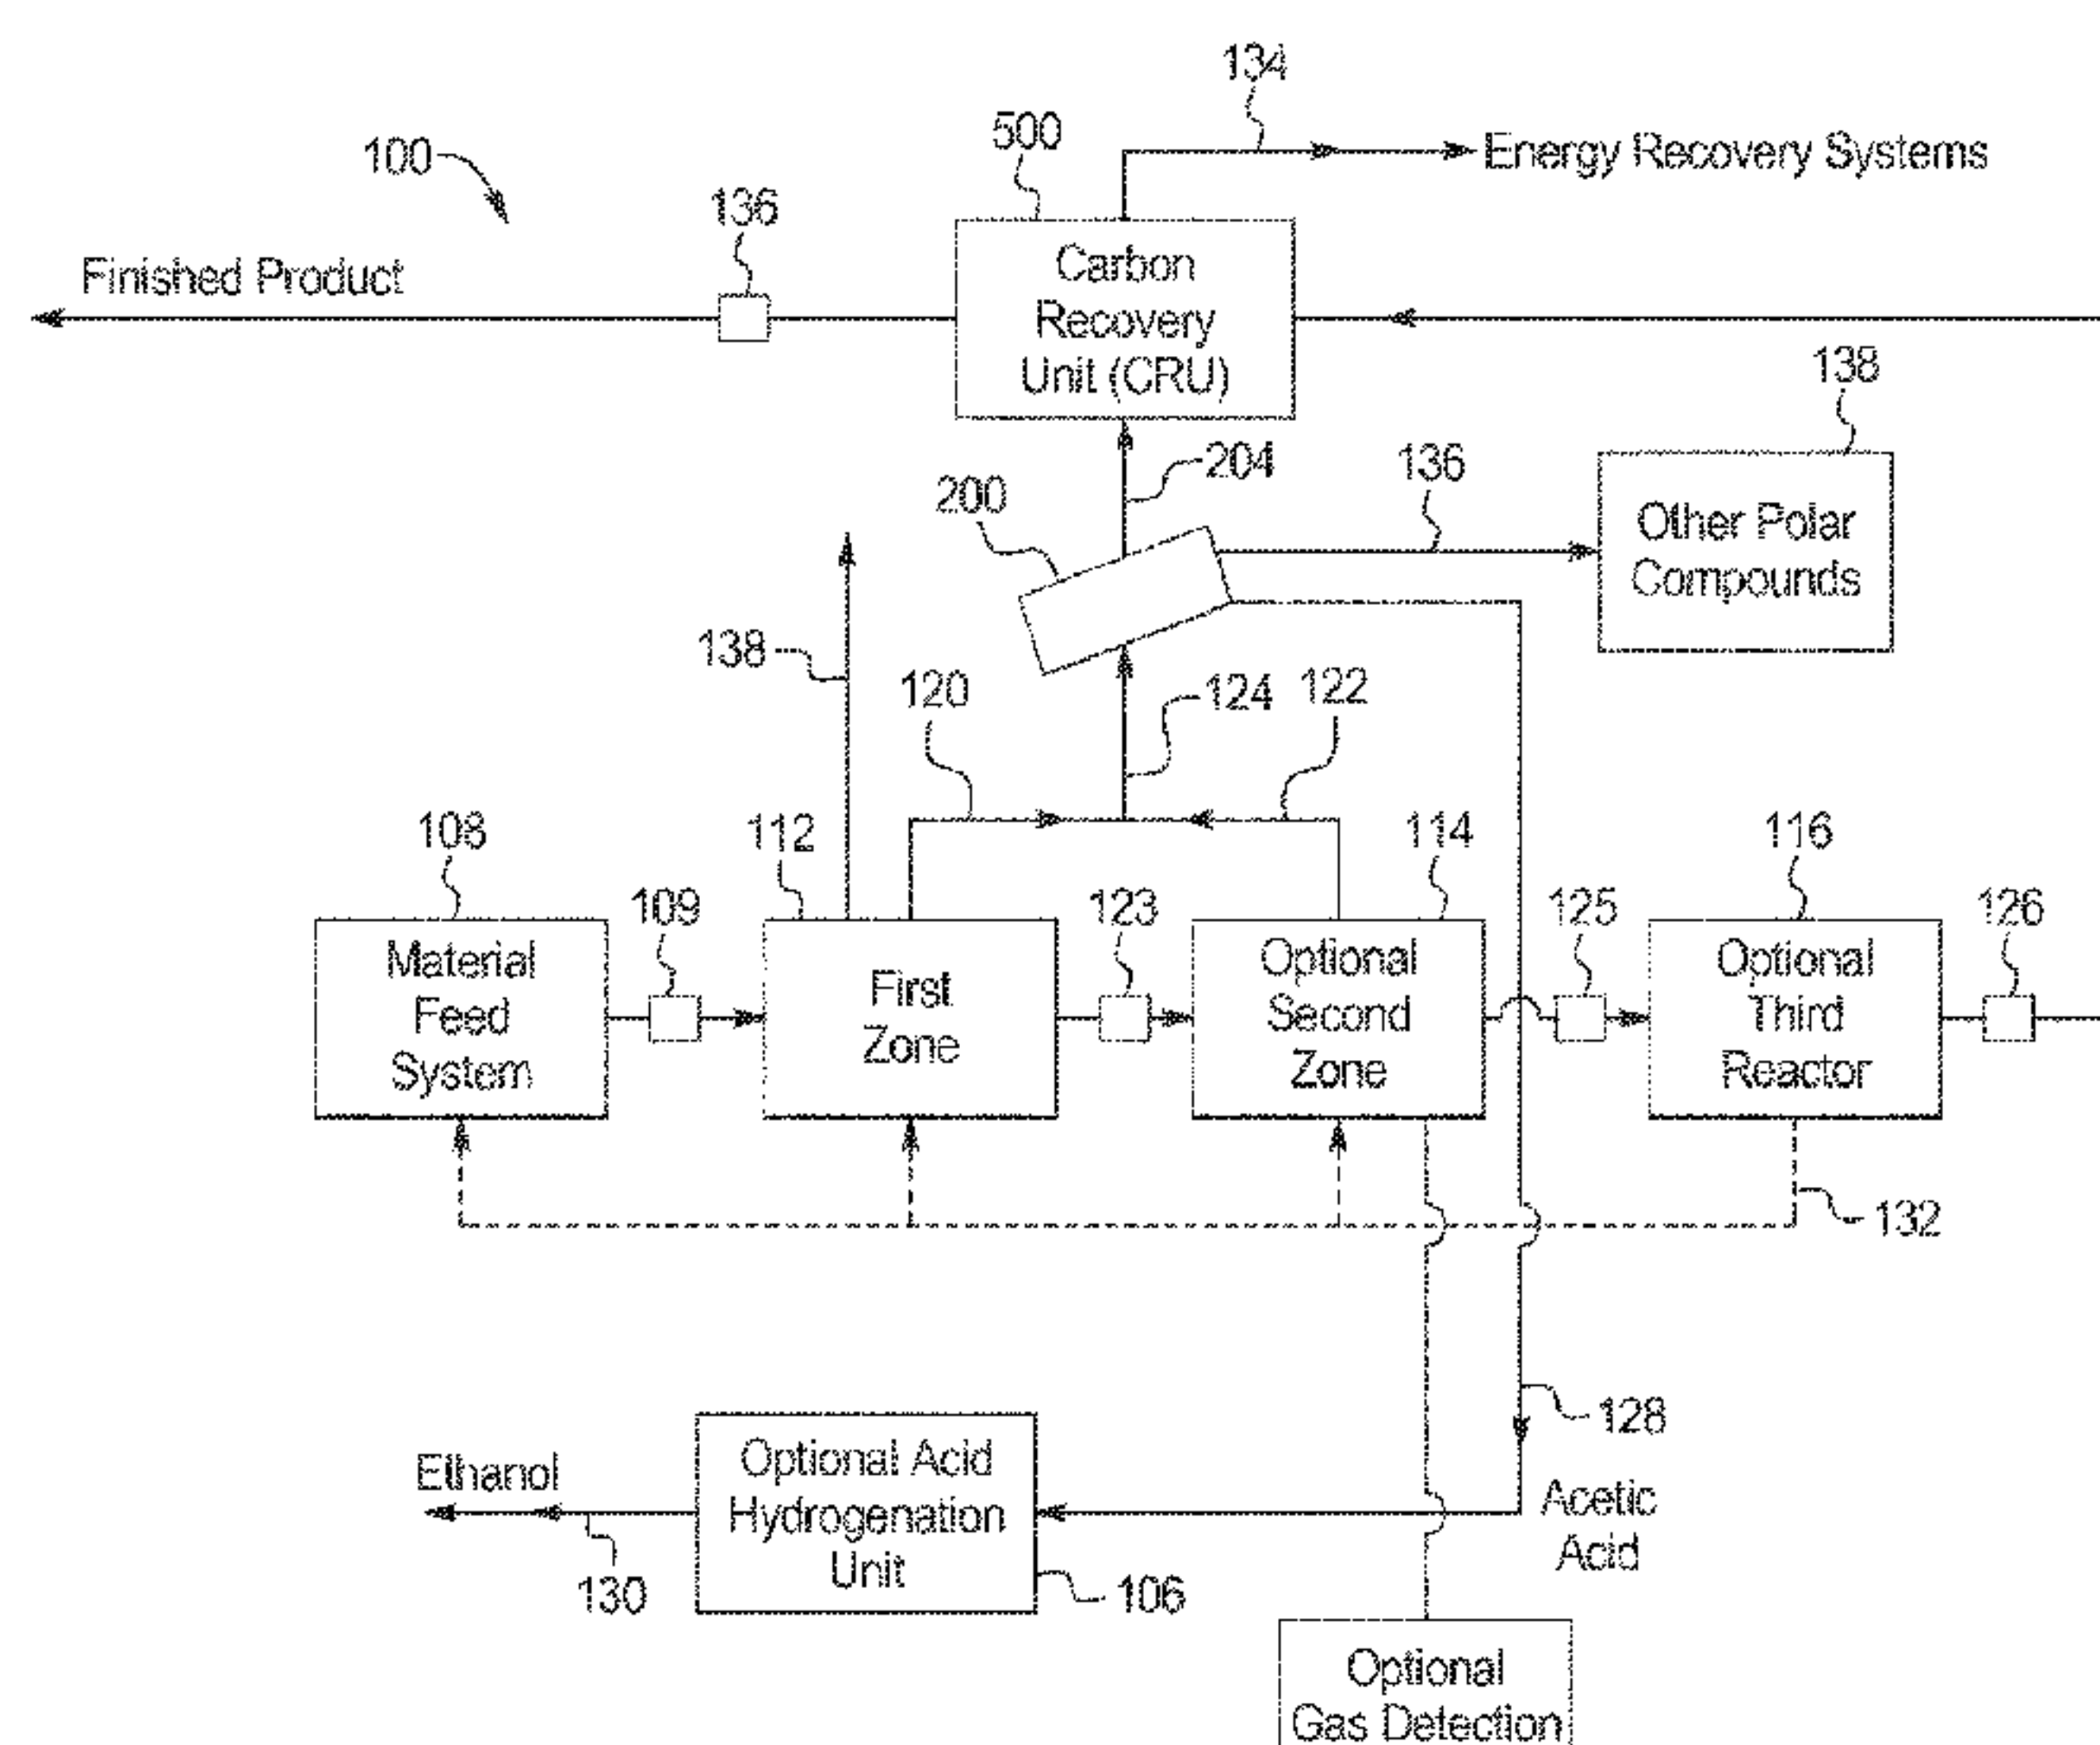 134
500
100
Energy Recovery Systems
136
Finished Product
Carbon
Recovery
Unit (CRU)
138
204
136
200
Other Polar
Compounds
138
120
124
122
108
112
114
116
109
123
125
126
Material
Feed
System
First
Zone
Optional
Second
Zone
Optional
Third
Reactor
132
128
Ethanol
Optional Acid
Hydrogenation
Unit
Acetic
Acid
130
106
Optional
Gas Detection